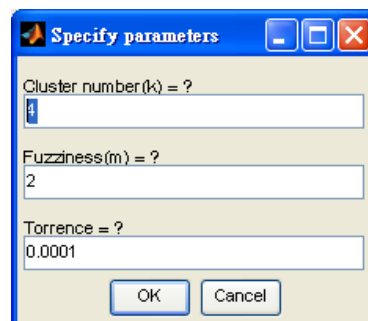 Specify parameters
Cluster number(k) = ?
4
Fuzziness(m) = ?
2
Torrence = ?
0.0001
OK Cancel